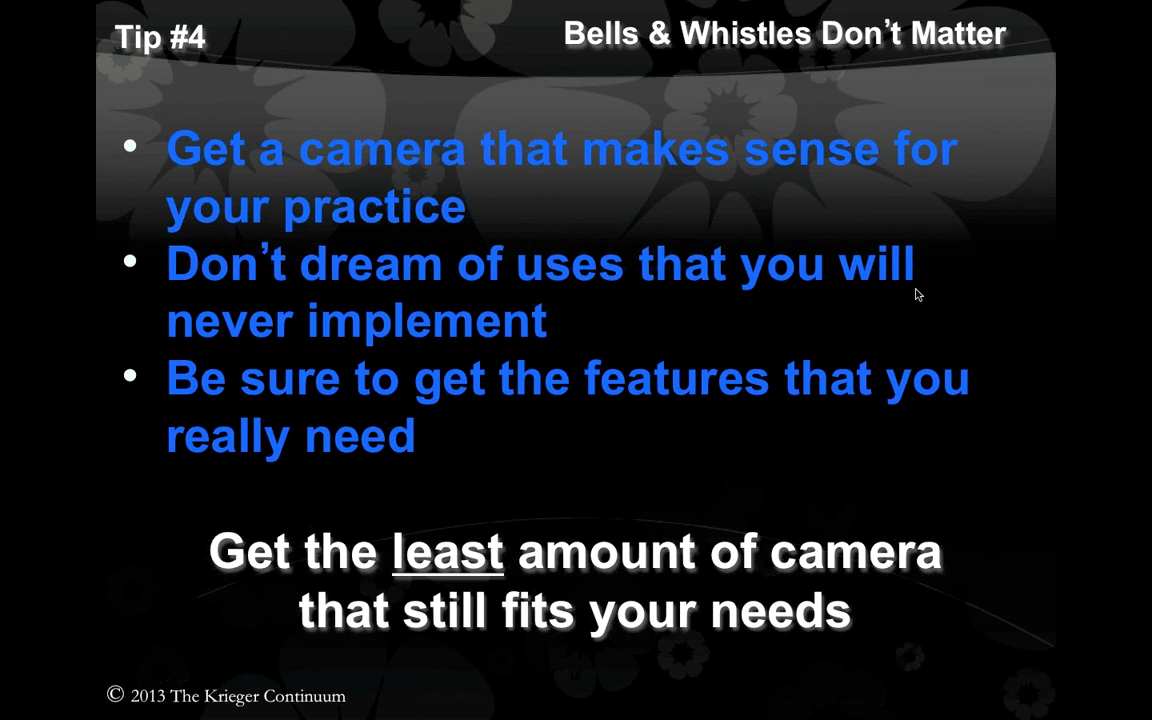 Tip #4
Bells & Whistles Don’t Matter
• Get a camera that makes sense for
your practice
• Don’t dream of uses that you will
never implement
• Be sure to get the features that you
really need
Get the least amount of camera
that still fits your needs
© 2013 The Krieger Continuum